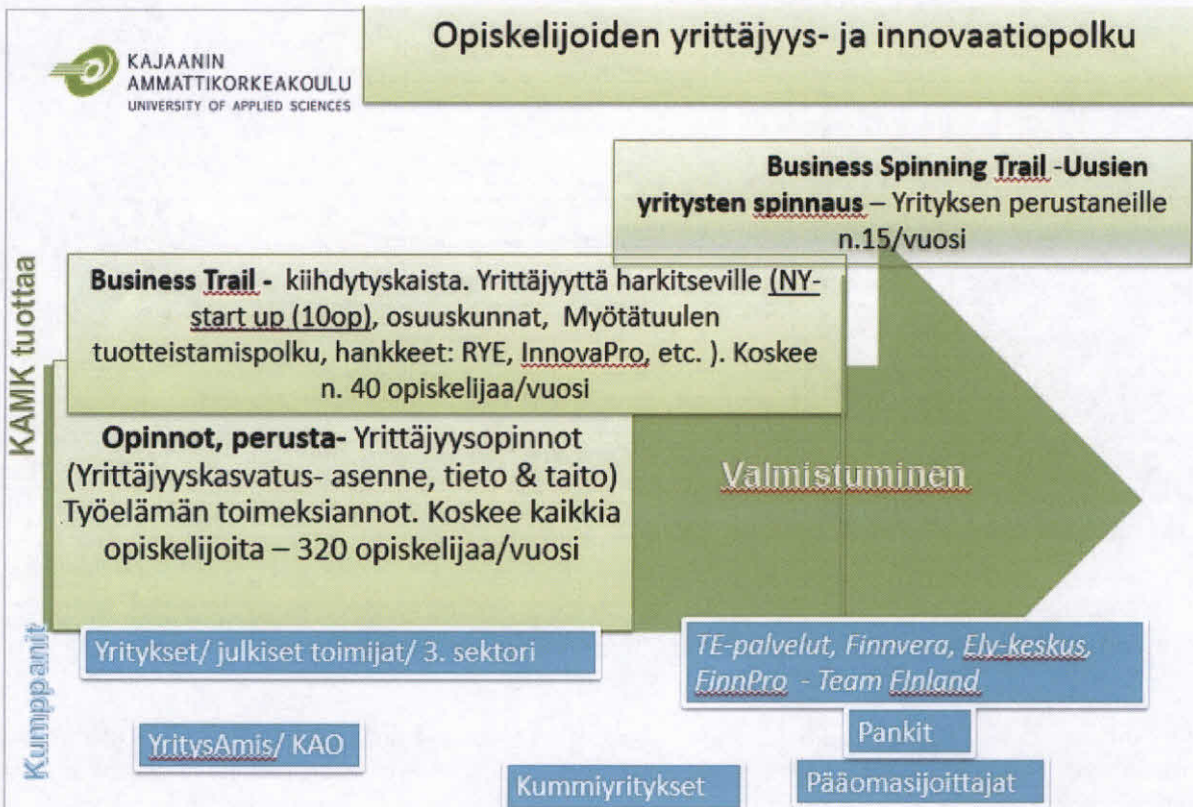 Opiskelijoiden yrittäjyys- ja innovaatiopolku
KAJAANIN
AMMATTIKORKEAKOULU
UNIVERSITY OF APPLIED SCIENCES
Business Spinning Trail -Uusien
yritysten spinnaus – Yrityksen perustaneille
n.15/vuosi
KAMK tuottaa
Business Trail - kiihdytyskaista. Yrittäjyyttä harkitseville (NY-
start up (10op), osuuskunnat, Myötätuulen
tuotteistamispolku, hankkeet: RYE, InnovaPro, etc. ). Koskee
n. 40 opiskelijaa/vuosi
Opinnot, perusta- Yrittäjyysopinnot
(Yrittäjyyskasvatus- asenne, tieto & taito)
Työelämän toimeksiannot. Koskee kaikkia
opiskelijoita – 320 opiskelijaa/vuosi
Valmistuminen
Kumppanit
Yritykset/ julkiset toimijat/ 3. sektori
TE-palvelut, Finnvera, Ely-keskus,
FinnPro - Team FInland
YritysAmis/ KAO
Pankit
Kummiyritykset
Pääomasijoittajat